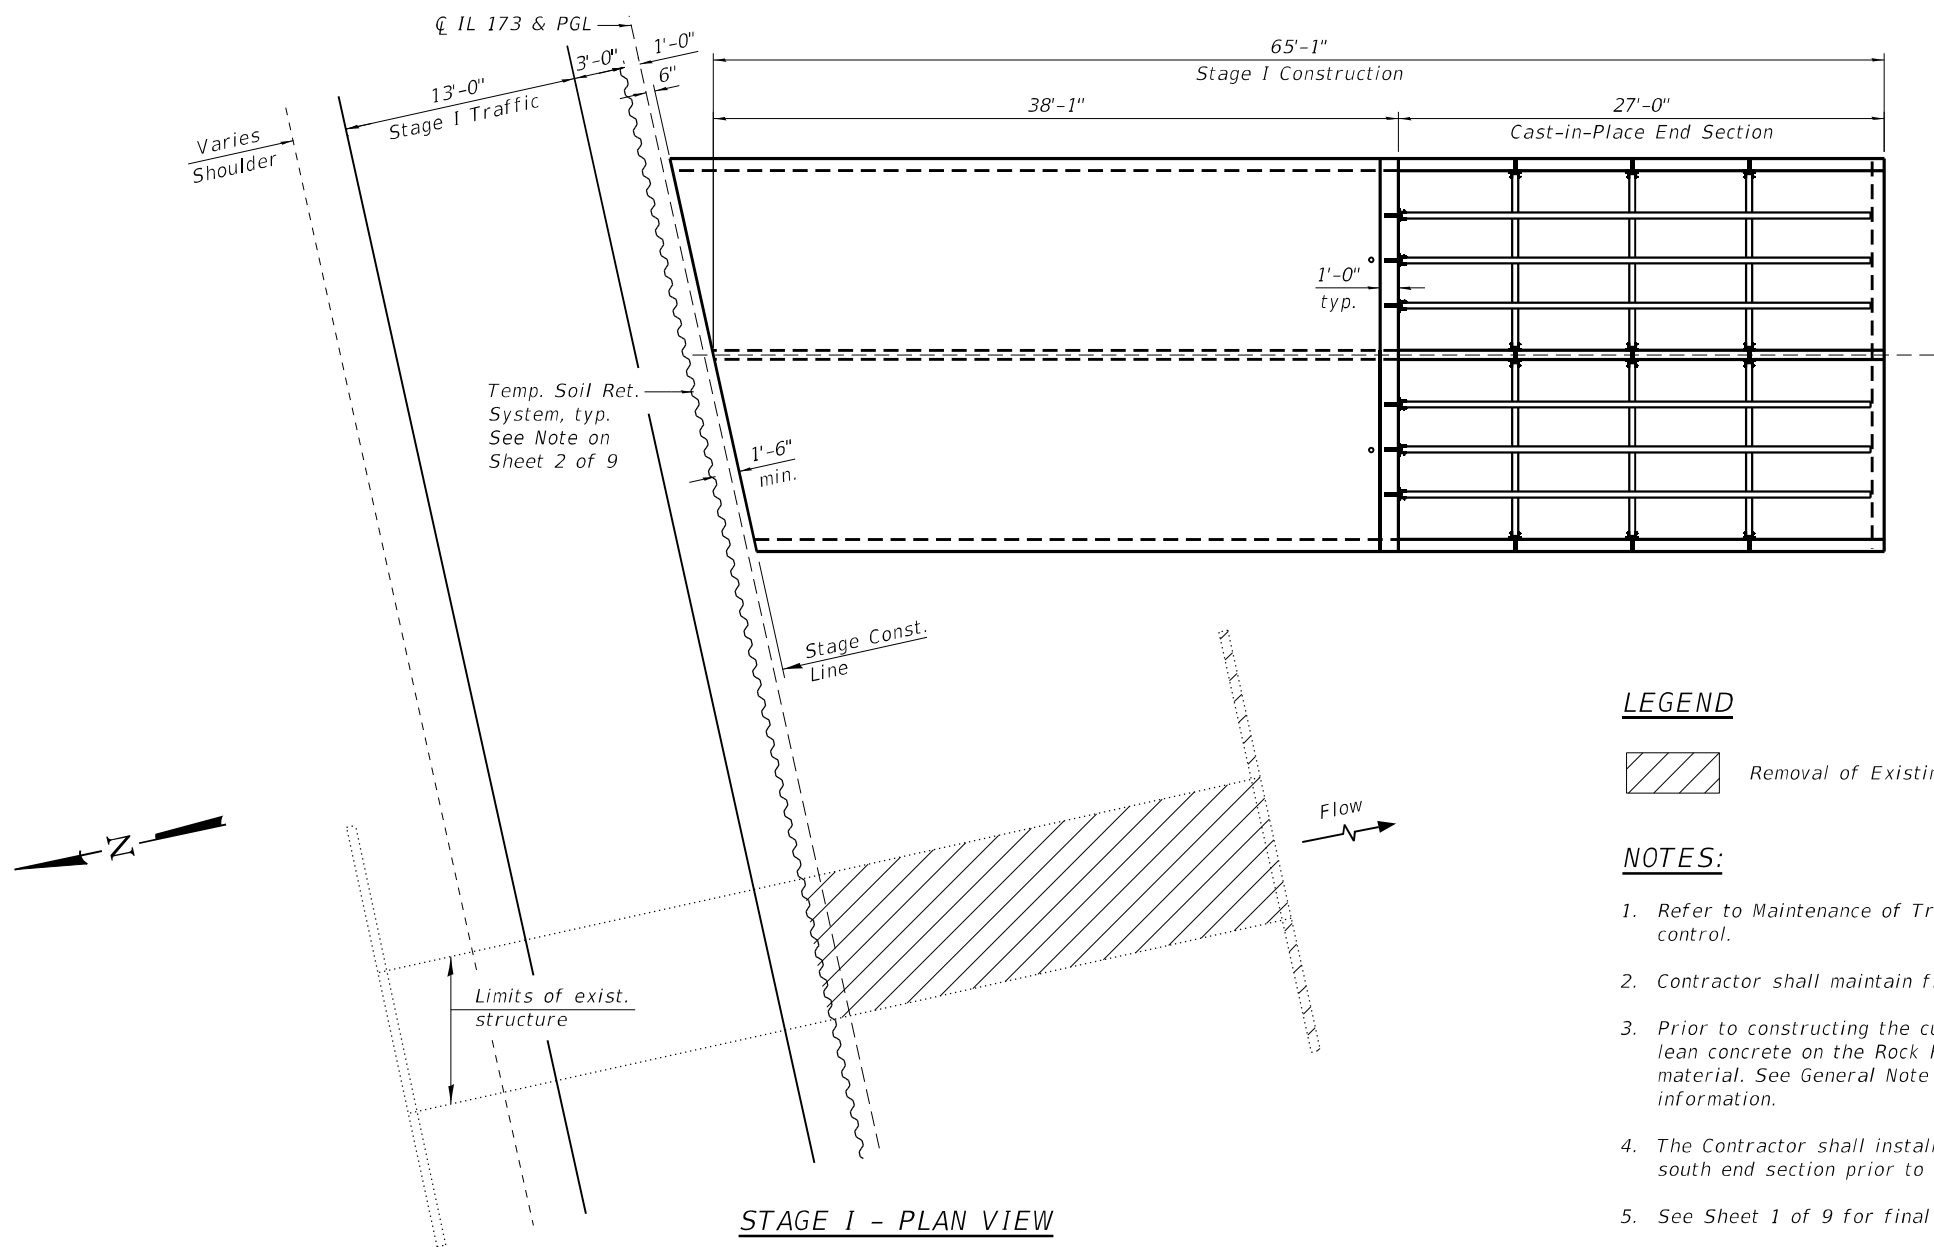 ℄ IL 173 & PGL
1'-0"
3'-0"
6"
13'-0"
Stage I Traffic
Varies
Shoulder
65'-1"
Stage I Construction
38'-1"
27'-0"
Cast-in-Place End Section
1'-0"
typ.
Temp. Soil Ret.
System, typ.
See Note on
Sheet 2 of 9
1'-6"
min.
Stage Const.
Line
LEGEND
Removal of
Flow
N
NOTES:
1. Refer to Maintenance of
control.
2. Contractor shall maintain
3. Prior to constructing the
lean concrete on the Rock
material. See General Note
information.
4. The Contractor shall install
south end section prior to
5. See Sheet 1 of 9 for final
Limits of exist.
structure
STAGE I - PLAN VIEW